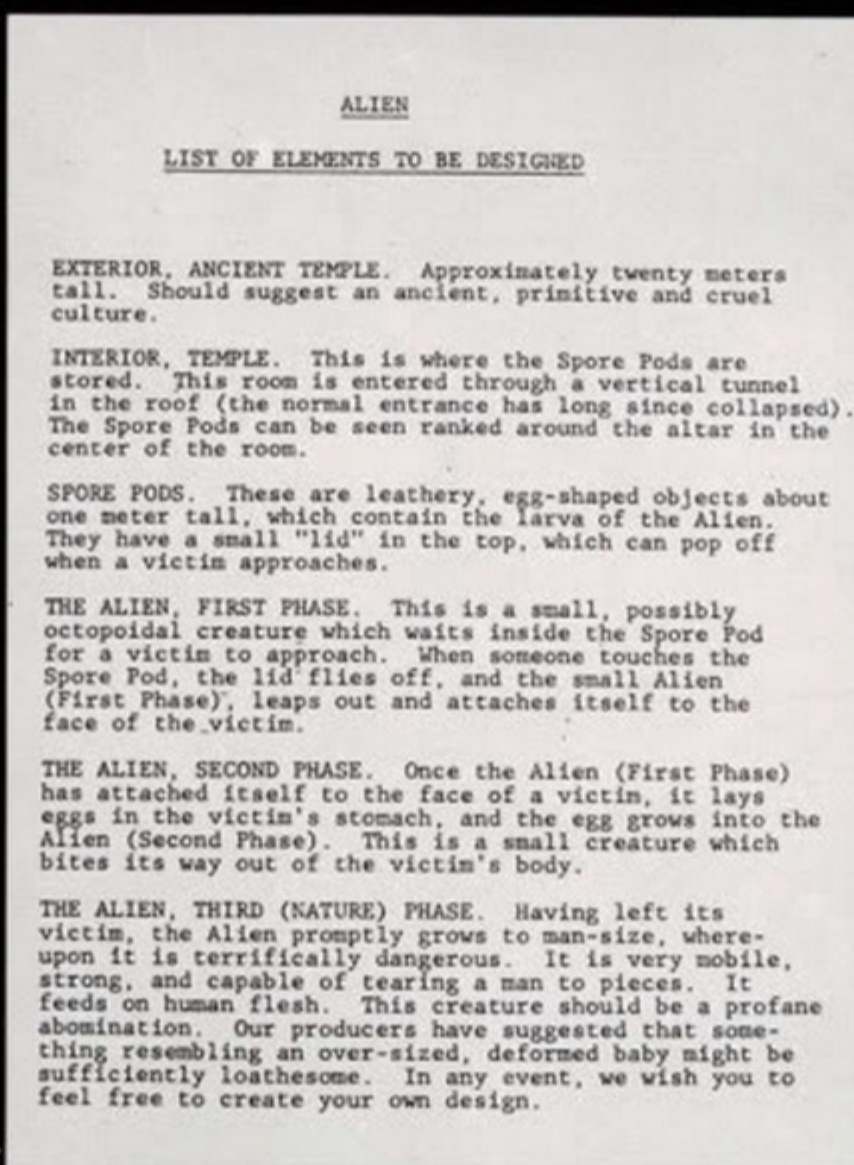 ALIEN
LIST OF ELEMENTS TO BE DESIGNED
EXTERIOR, ANCIENT TEMPLE. Approximately twenty meters
tall. Should suggest an ancient, primitive and cruel
culture.
INTERIOR, TEMPLE. This is where the Spore Pods are
stored. This room is entered through a vertical tunnel
in the roof (the normal entrance has long since collapsed).
The Spore Pods can be seen ranked around the altar in the
center of the room.
SPORE PODS. These are leathery, egg-shaped objects about
one meter tall, which contain the larva of the Alien.
They have a small "lid" in the top, which can pop off
when a victim approaches.
THE ALIEN, FIRST PHASE. This is a small, possibly
octopoidal creature which waits inside the Spore Pod
for a victim to approach. When someone touches the
Spore Pod, the lid flies off, and the small Alien
(First Phase), leaps out and attaches itself to the
face of the victim.
THE ALIEN, SECOND PHASE. Once the Alien (First Phase)
has attached itself to the face of a victim, it lays
eggs in the victim's stomach, and the egg grows into the
Alien (Second Phase). This is a small creature which
bites its way out of the victim's body.
THE ALIEN, THIRD (NATURE) PHASE. Having left its
victim, the Alien promptly grows to man-size, where-
upon it is terrifically dangerous. It is very mobile,
strong, and capable of tearing a man to pieces. It
feeds on human flesh. This creature should be a profane
abomination. Our producers have suggested that some-
thing resembling an over-sized, deformed baby might be
sufficiently loathesome. In any event, we wish you to
feel free to create your own design.